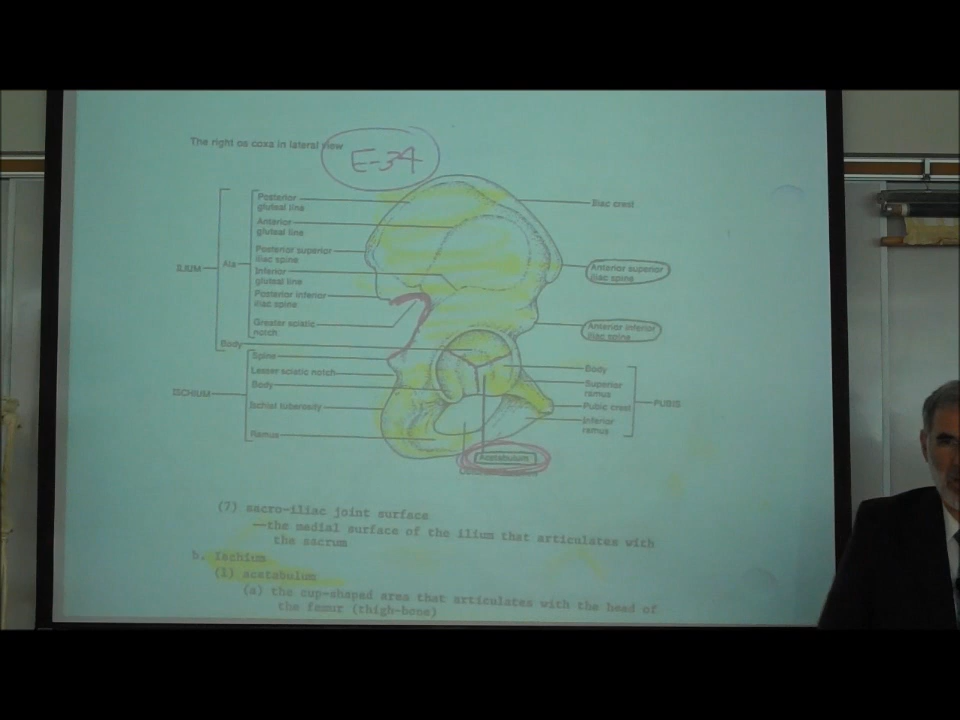 The right os coxa in lateral view
E-34
Posterior
gluteal line
Anterior
gluteal line
Posterior superior
iliac spine
Inferior
gluteal line
Posterior inferior
iliac spine
Greater sciatic
notch
ILIUM
Ala
Body
Spine
Lesser sciatic notch
Body
Ischial tuberosity
Ramus
ISCHIUM
Iliac crest
Anterior superior
iliac spine
Anterior inferior
iliac spine
Body
Superior
ramus
Pubic crest
Inferior
ramus
PUBIS
Acetabulum
(7) sacro-iliac joint surface
—the medial surface of the ilium that articulates with
the sacrum
b. Ischium
(1) acetabulum
(a) the cup-shaped area that articulates with the head of
the femur (thigh-bone)